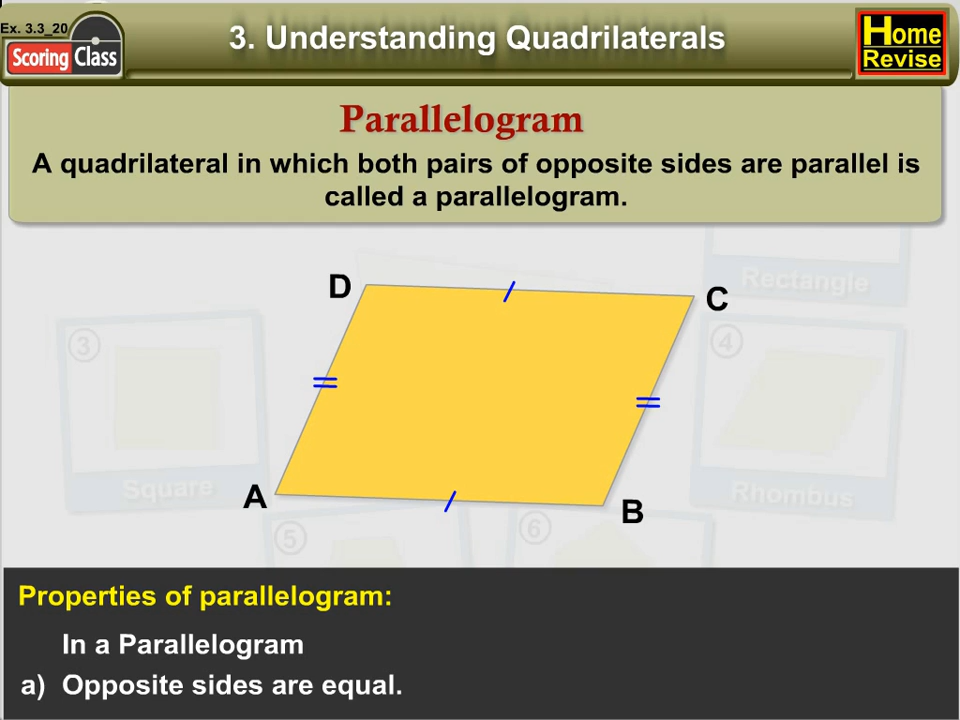 Ex. 3.3_20
Scoring Class
3. Understanding Quadrilaterals
Home
Revise
Parallelogram
A quadrilateral in which both pairs of opposite sides are parallel is
called a parallelogram.
Rectangle
D
C
3
4
A
B
Square
Rhombus
5
6
Properties of parallelogram:
In a Parallelogram
a) Opposite sides are equal.